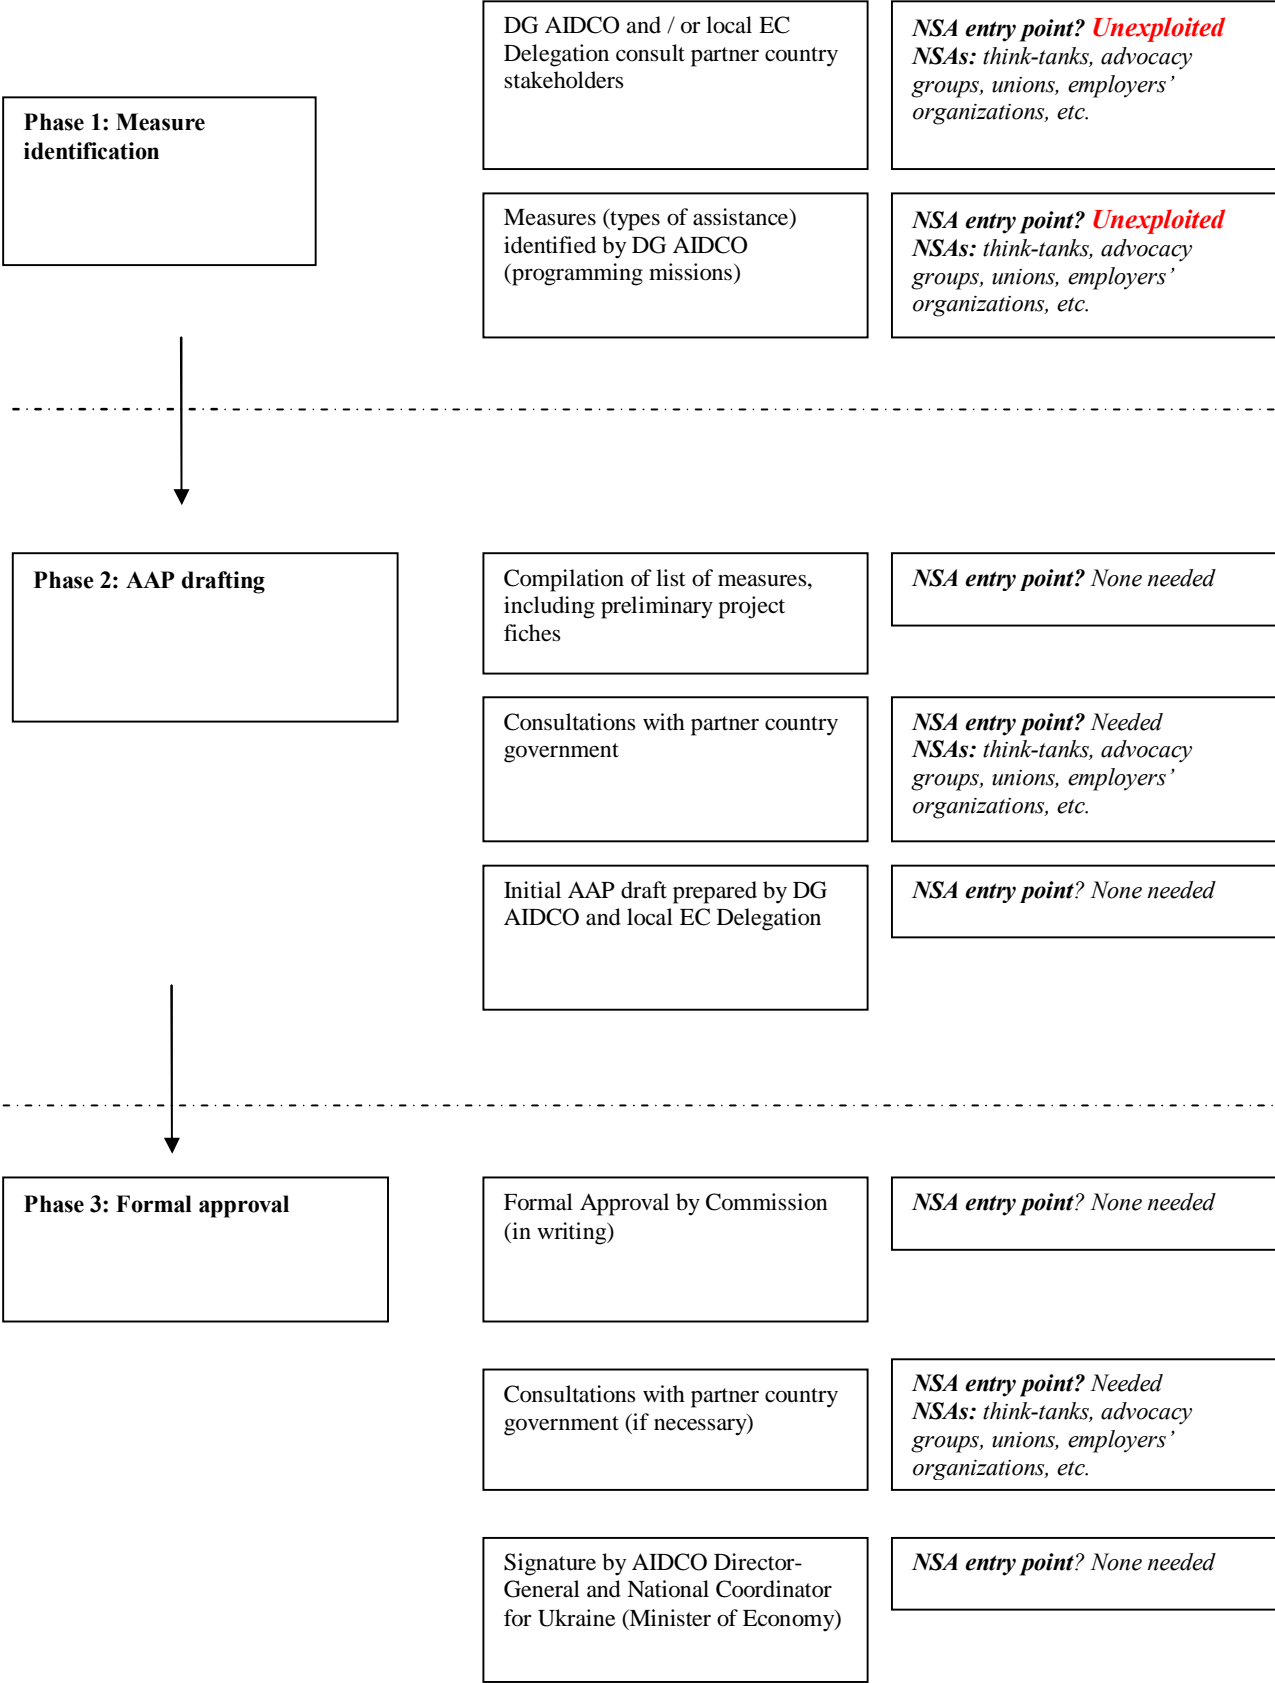 DG AIDCO and / or local EC
Delegation consult partner country
stakeholders
NSA entry point? Unexploited
NSAs: think-tanks, advocacy
groups, unions, employers’
organizations, etc.
Phase 1: Measure
identification
Measures (types of assistance)
identified by DG AIDCO
(programming missions)
NSA entry point? Unexploited
NSAs: think-tanks, advocacy
groups, unions, employers’
organizations, etc.
Phase 2: AAP drafting
Compilation of list of measures,
including preliminary project
fiches
NSA entry point? None needed
Consultations with partner country
government
NSA entry point? Needed
NSAs: think-tanks, advocacy
groups, unions, employers’
organizations, etc.
Initial AAP draft prepared by DG
AIDCO and local EC Delegation
NSA entry point? None needed
Phase 3: Formal approval
Formal Approval by Commission
(in writing)
NSA entry point? None needed
Consultations with partner country
government (if necessary)
NSA entry point? Needed
NSAs: think-tanks, advocacy
groups, unions, employers’
organizations, etc.
Signature by AIDCO Director-
General and National Coordinator
for Ukraine (Minister of Economy)
NSA entry point? None needed